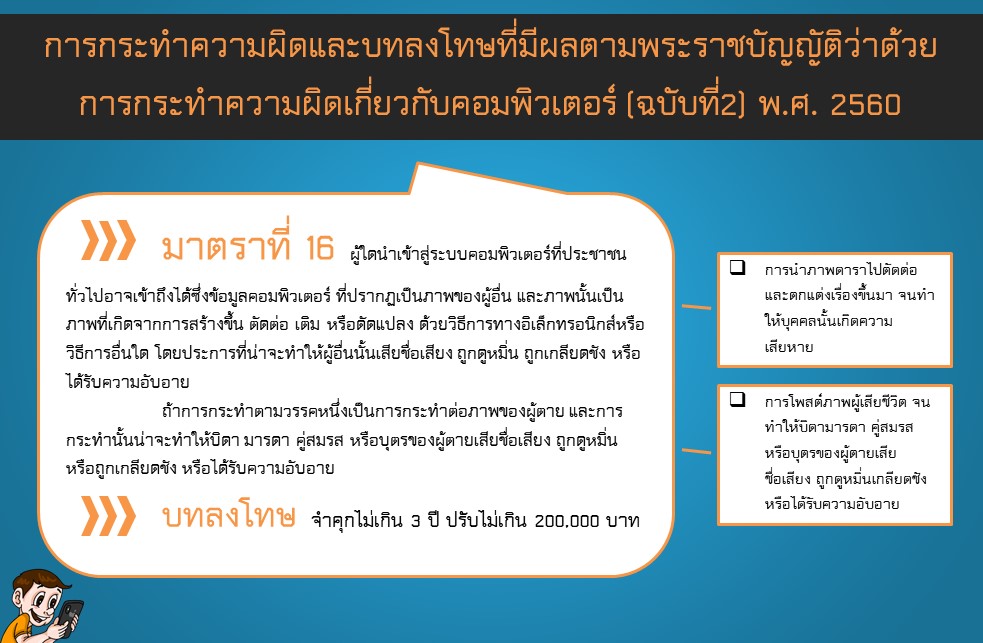 การกระทำความผิดและบทลงโทษที่มีผลตามพระราชบัญญัติว่าด้วย
การกระทำความผิดเกี่ยวกับคอมพิวเตอร์ (ฉบับที่2) พ.ศ. 2560
มาตราที่ 16 ผู้ใดนำเข้าสู่ระบบคอมพิวเตอร์ที่ประชาชน
ทั่วไปอาจเข้าถึงได้ซึ่งข้อมูลคอมพิวเตอร์ ที่ปรากฏเป็นภาพของผู้อื่น และภาพนั้นเป็น
ภาพที่เกิดจากการสร้างขึ้น ตัดต่อ เติม หรือดัดแปลง ด้วยวิธีการทางอิเล็กทรอนิกส์หรือ
วิธีการอื่นใด โดยประการที่น่าจะทำให้ผู้อื่นนั้นเสียชื่อเสียง ถูกดูหมิ่น ถูกเกลียดชัง หรือ
ได้รับความอับอาย
ถ้าการกระทำตามวรรคหนึ่งเป็นการกระทำต่อภาพของผู้ตาย และการ
กระทำนั้นน่าจะทำให้บิดา มารดา คู่สมรส หรือบุตรของผู้ตายเสียชื่อเสียง ถูกดูหมิ่น
หรือถูกเกลียดชัง หรือได้รับความอับอาย
บทลงโทษ จำคุกไม่เกิน 3 ปี ปรับไม่เกิน 200,000 บาท
การนำภาพดาราไปตัดต่อ
และตกแต่งเรื่องขึ้นมา จนทำ
ให้บุคคลนั้นเกิดความ
เสียหาย
การโพสต์ภาพผู้เสียชีวิต จน
ทำให้บิดามารดา คู่สมรส
หรือบุตรของผู้ตายเสีย
ชื่อเสียง ถูกดูหมิ่นเกลียดชัง
หรือได้รับความอับอาย